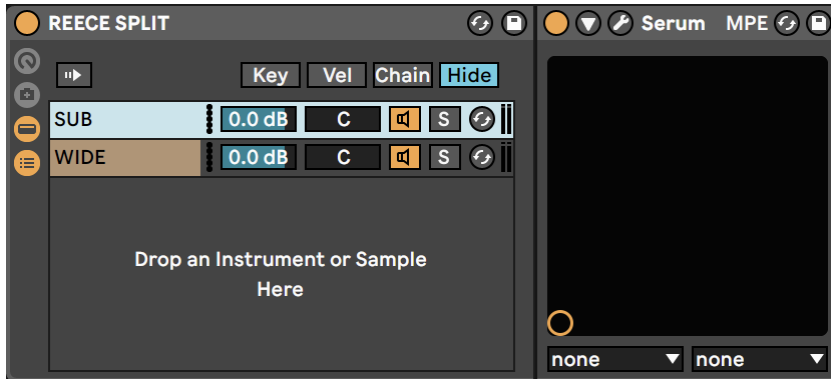 REECE SPLIT
Serum MPE
Key Vel Chain Hide
SUB 0.0 dB C S
WIDE 0.0 dB C S
Drop an Instrument or Sample
Here
none none